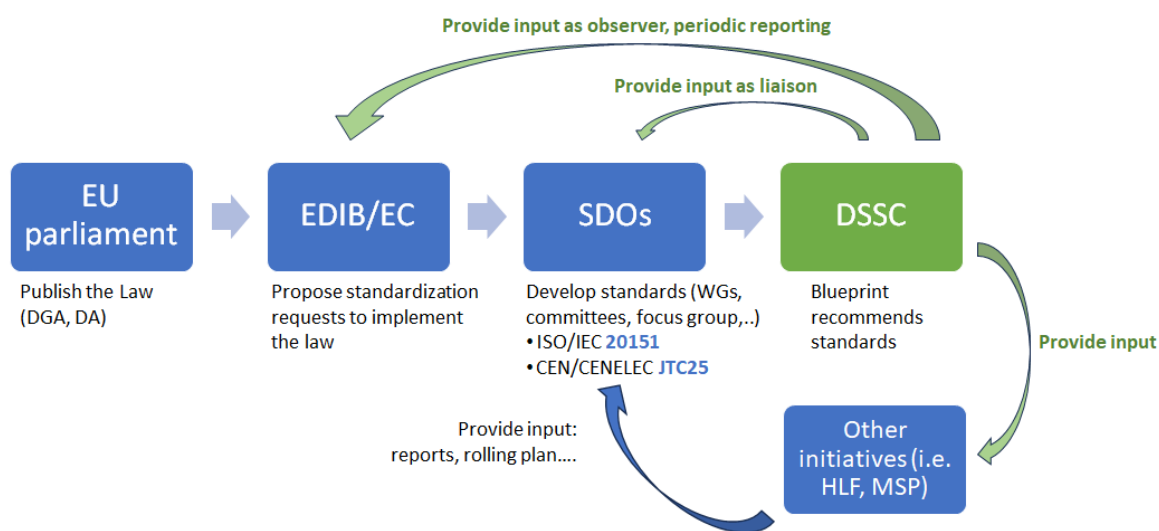 Provide input as observer, periodic reporting
Provide input as liaison
EU
parliament
EDIB/EC
SDOs
DSSC
Publish the Law
(DGA, DA)
Propose standardization
requests to implement
the law
Develop standards (WGs,
committees, focus group,..)
• ISO/IEC 20151
• CEN/CENELEC JTC25
Blueprint
recommends
standards
Provide input
Provide input:
reports, rolling plan....
Other
initiatives (i.e.
HLF, MSP)